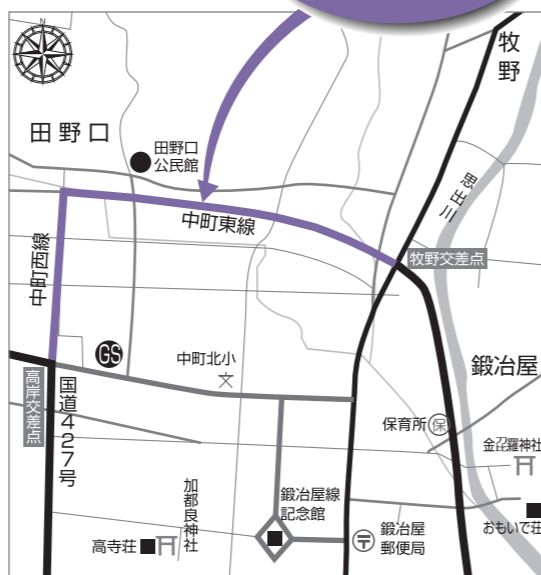 N
牧野
田野口
田野口
公民館
思出川
中町東線
牧野交差点
中町西線
GS
中町北小
文
鍛冶屋
高岸交差点
国道427号
保育所
保
金比羅神社
加都良神社
鍛冶屋線
記念館
高寺荘
〒
鍛冶屋
郵便局
おもいで荘